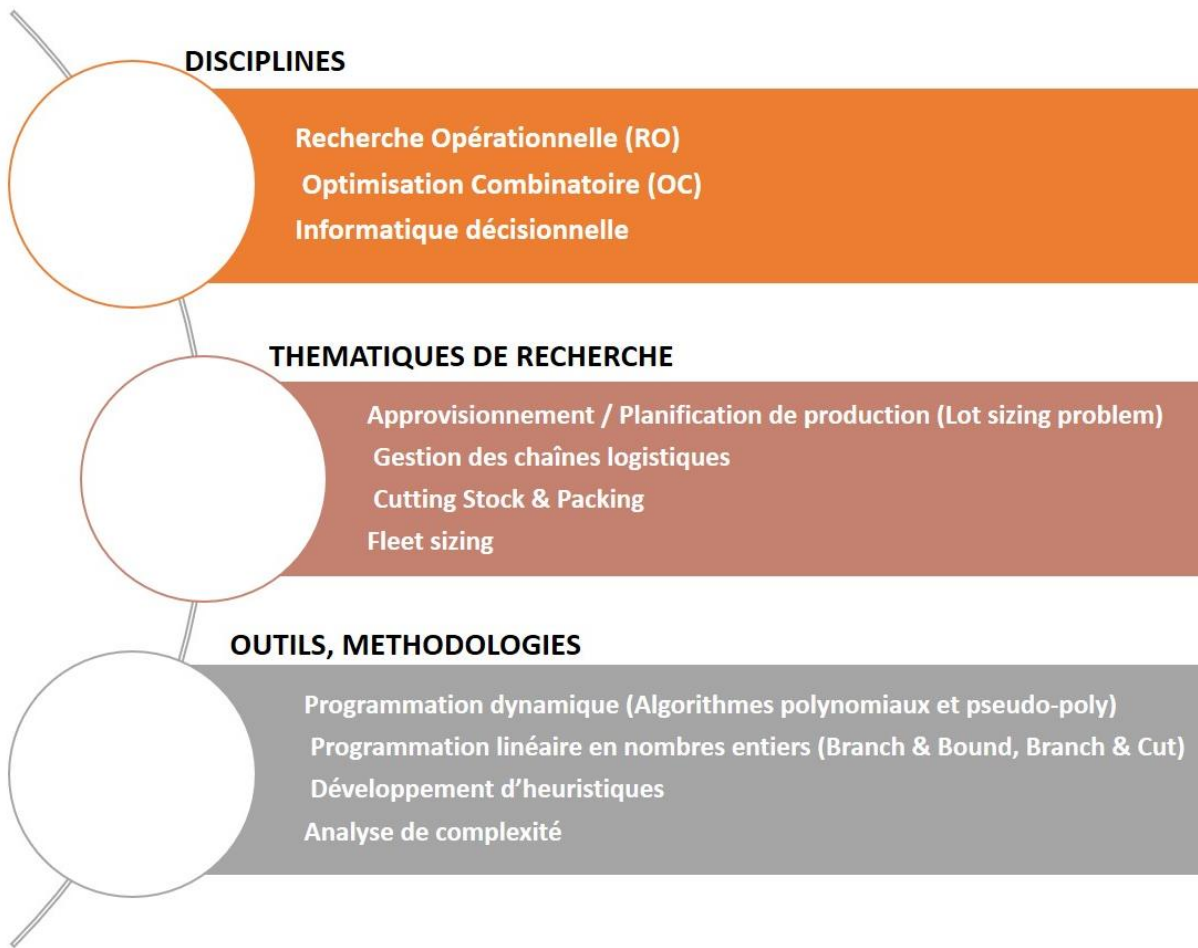 DISCIPLINES
Recherche Opérationnelle (RO)
Optimisation Combinatoire (OC)
Informatique décisionnelle
THEMATIQUES DE RECHERCHE
Approvisionnement / Planification de production (Lot sizing problem)
Gestion des chaînes logistiques
Cutting Stock & Packing
Fleet sizing
OUTILS, METHODOLOGIES
Programmation dynamique (Algorithmes polynomiaux et pseudo-poly)
Programmation linéaire en nombres entiers (Branch & Bound, Branch & Cut)
Développement d’heuristiques
Analyse de complexité